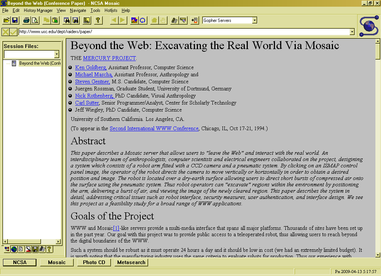 Beyond the Web (Conference Paper) - NCSA Mosaic
File Edit History Manager View Navigate Tools Hotlists Help
Gopher Servers
http://www.usc.edu/dept/raiders/paper/
Session Files:
Beyond the Web (Con
Beyond the Web: Excavating the Real World Via Mosaic
THE MERCURY PROJECT
Ken Goldberg, Assistant Professor, Computer Science
Michael Mascha, Assistant Professor, Anthropology and
Steven Gentner, M.S. Candidate, Computer Science
Juergen Rossman, Graduate Student, University of Dortmund, Germany
Nick Rothenberg, PhD Candidate, Visual Anthropology
Carl Sutter, Senior Programmer/Analyst, Center for Scholarly Technology
Jeff Wiegley, PhD Candidate, Computer Science
University of Southern California. Los Angeles, CA.
(To appear in the Second International WWW Conference, Chicago, IL, Oct 17-21, 1994.)
Abstract
This paper describes a Mosaic server that allows users to "leave the Web" and interact with the real world. An
interdisciplinary team of anthropologists, computer scientists and electrical engineers collaborated on the project, designing
a system which consists of a robot arm fitted with a CCD camera and a pneumatic system. By clicking on an ISMAP control
panel image, the operator of the robot directs the camera to move vertically or horizontally in order to obtain a desired
position and image. The robot is located over a dry-earth surface allowing users to direct short bursts of compressed air onto
the surface using the pneumatic system. Thus robot operators can "excavate" regions within the environment by positioning
the arm, delivering a burst of air, and viewing the image of the newly cleared region. This paper describes the system in
detail, addressing critical issues such as robot interface, security measures, user authentication, and interface design. We see
this project as a feasibility study for a broad range of WWW applications
Goals of the Project
WWW and Mosaic[1]-like servers provide a multi-media interface that spans all major platforms. Thousands of sites have been set
up in the past year. Our goal with this project was to provide public access to a teleoperated robot, thus allowing users to reach beyond
the digital boundaries of the WWW.
Such a system should be robust as it must operate 24 hours a day and it should be low in cost (we had an extremely limited budget). It
NCSA Mosaic Photo CD Metasearch